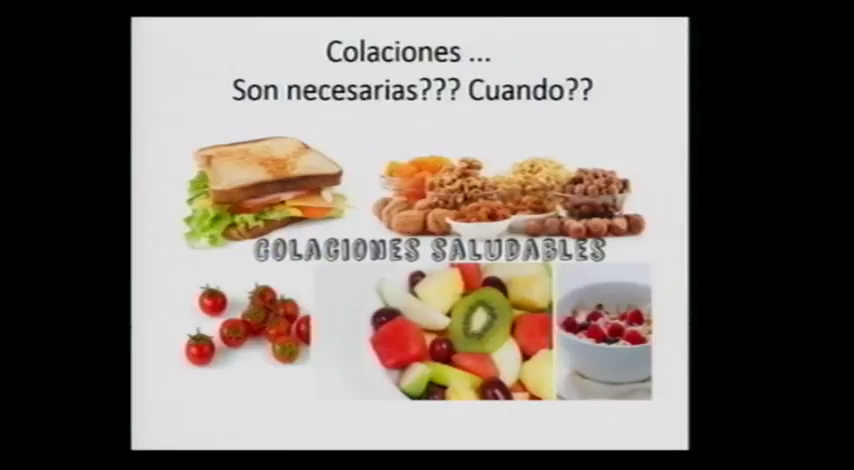 Colaciones ...
Son necesarias??? Cuando??
COLACIONES SALUDABLES